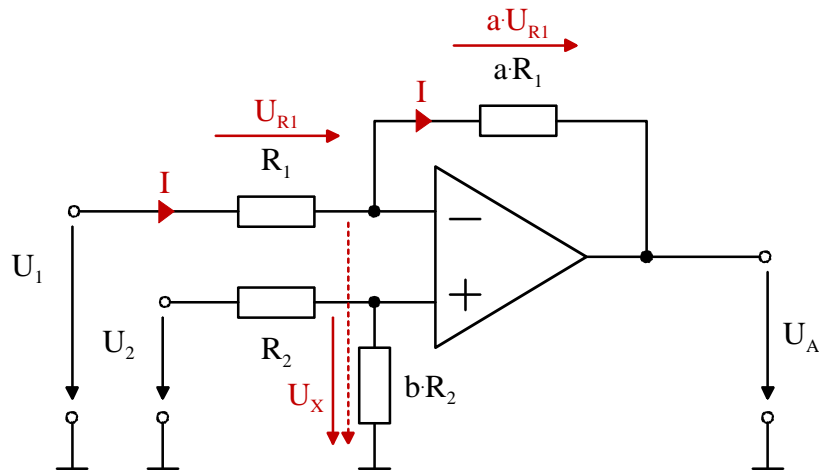 a·U_R1
a·R_1
I
U_R1
R_1
I
U_1
−
+
U_2
R_2
U_X
b·R_2
U_A